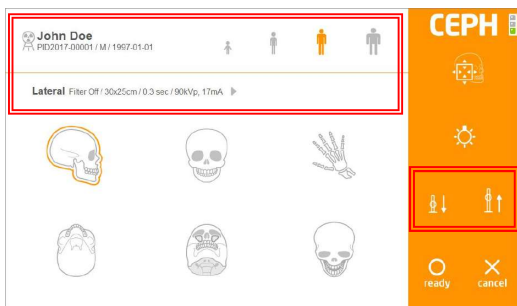 John Doe
PID2017-00001 / M / 1997-01-01
CEPH
Lateral Filter Off / 30x25cm / 0.3 sec / 90kVp, 17mA
ready cancel